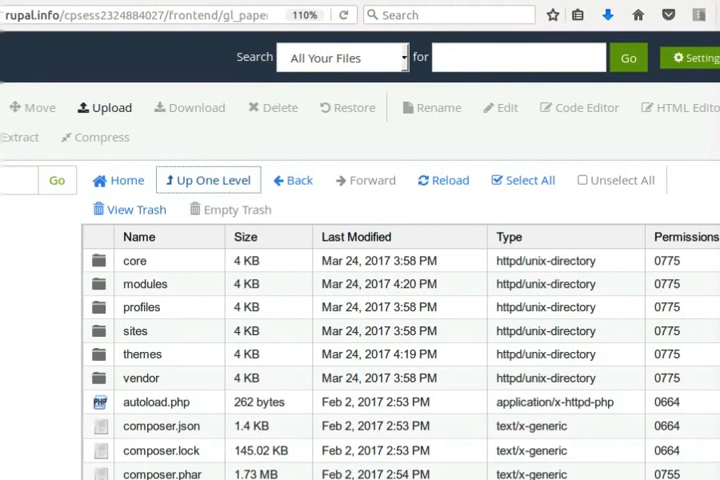 rupal.info/cpsess2324884027/frontend/gl_pape 110% Search
Search All Your Files for Go Setting
Move Upload Download Delete Restore Rename Edit Code Editor HTML Edito
Extract Compress
Go Home Up One Level Back Forward Reload Select All Unselect All
View Trash Empty Trash
Name Size Last Modified Type Permissions
core 4 KB Mar 24, 2017 3:58 PM httpd/unix-directory 0775
modules 4 KB Mar 24, 2017 4:20 PM httpd/unix-directory 0775
profiles 4 KB Mar 24, 2017 3:58 PM httpd/unix-directory 0775
sites 4 KB Mar 24, 2017 3:58 PM httpd/unix-directory 0775
themes 4 KB Mar 24, 2017 4:19 PM httpd/unix-directory 0775
vendor 4 KB Mar 24, 2017 3:58 PM httpd/unix-directory 0775
PHP autoload.php 262 bytes Feb 2, 2017 2:53 PM application/x-httpd-php 0664
composer.json 1.4 KB Feb 2, 2017 2:53 PM text/x-generic 0664
composer.lock 145.02 KB Feb 2, 2017 2:53 PM text/x-generic 0664
composer.phar 1.73 MB Feb 2, 2017 2:54 PM text/x-generic 0755